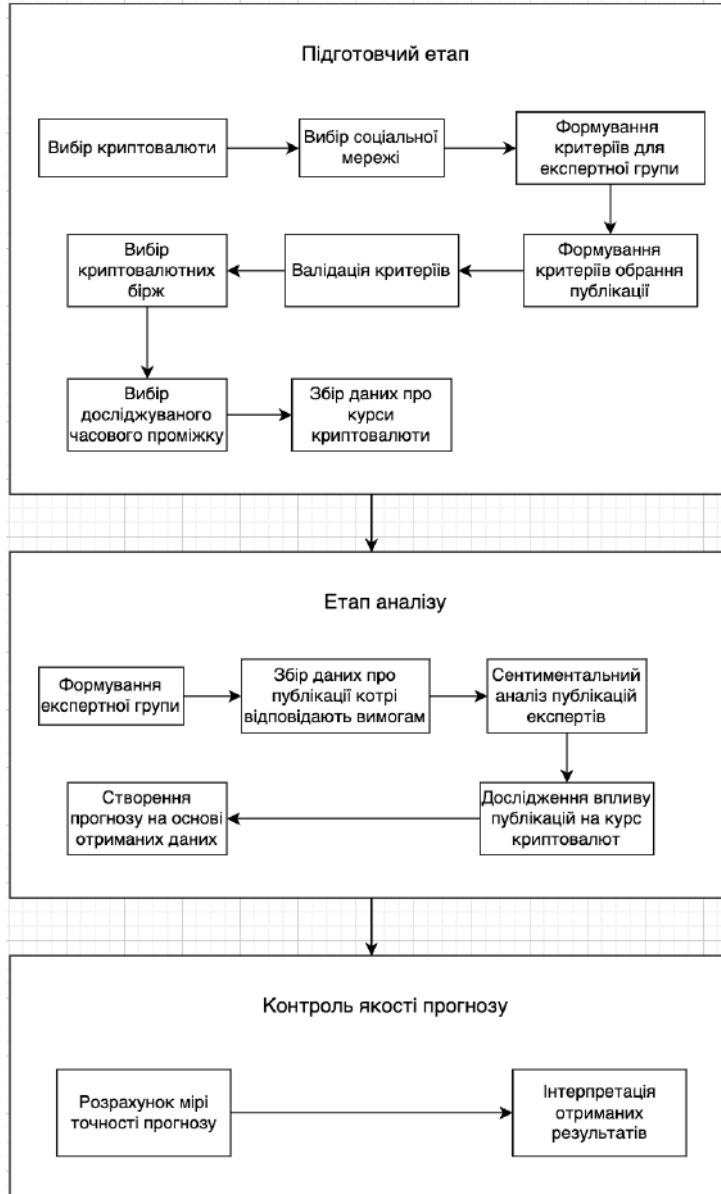 Підготовчий етап
Вибір криптовалюти
Вибір соціальної
мережі
Формування
критеріїв для
експертної групи
Формування
критеріїв обрання
публікації
Валідація критеріїв
Вибір
криптовалютних
бірж
Вибір
досліджуваного
часового проміжку
Збір даних про
курси
криптовалюти
Етап аналізу
Формування
експертної групи
Збір даних про
публікації котрі
відповідають вимогам
Сентиментальний
аналіз публікацій
експертів
Дослідження впливу
публікацій на курс
криптовалют
Створення
прогнозу на основі
отриманих даних
Контроль якості прогнозу
Розрахунок мірі
точності прогнозу
Інтерпретація
отриманих
результатів